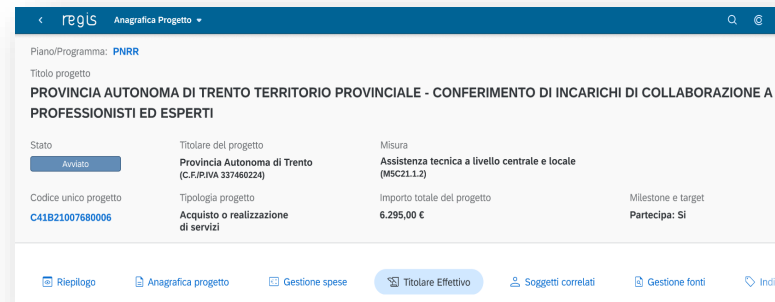 regis Anagrafica Progetto
Piano/Programma: PNRR
Titolo progetto
PROVINCIA AUTONOMA DI TRENTO TERRITORIO PROVINCIALE - CONFERIMENTO DI INCARICHI DI COLLABORAZIONE A
PROFESSIONISTI ED ESPERTI
Stato Titolare del progetto Misura
Avviato Provincia Autonoma di Trento Assistenza tecnica a livello centrale e locale
(C.F./P.IVA 337460224) (M5C21.1.2)
Codice unico progetto Tipologia progetto Importo totale del progetto Milestone e target
C41B21007680006 Acquisto o realizzazione 6.295,00 € Partecipa: Si
di servizi
Riepilogo Anagrafica progetto Gestione spese Titolare Effettivo Soggetti correlati Gestione fonti Indi